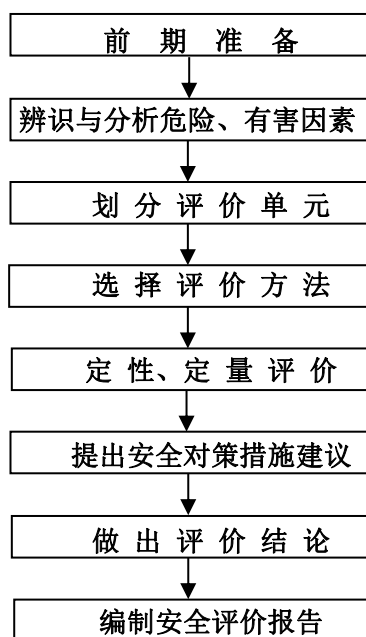 前期准备
辨识与分析危险、有害因素
划分评价单元
选择评价方法
定性、定量评价
提出安全对策措施建议
做出评价结论
编制安全评价报告